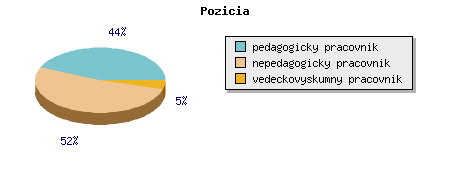 Pozicia
44%
pedagogicky pracovnik
nepedagogicky pracovnik
vedeckovyskumny pracovnik
5%
52%